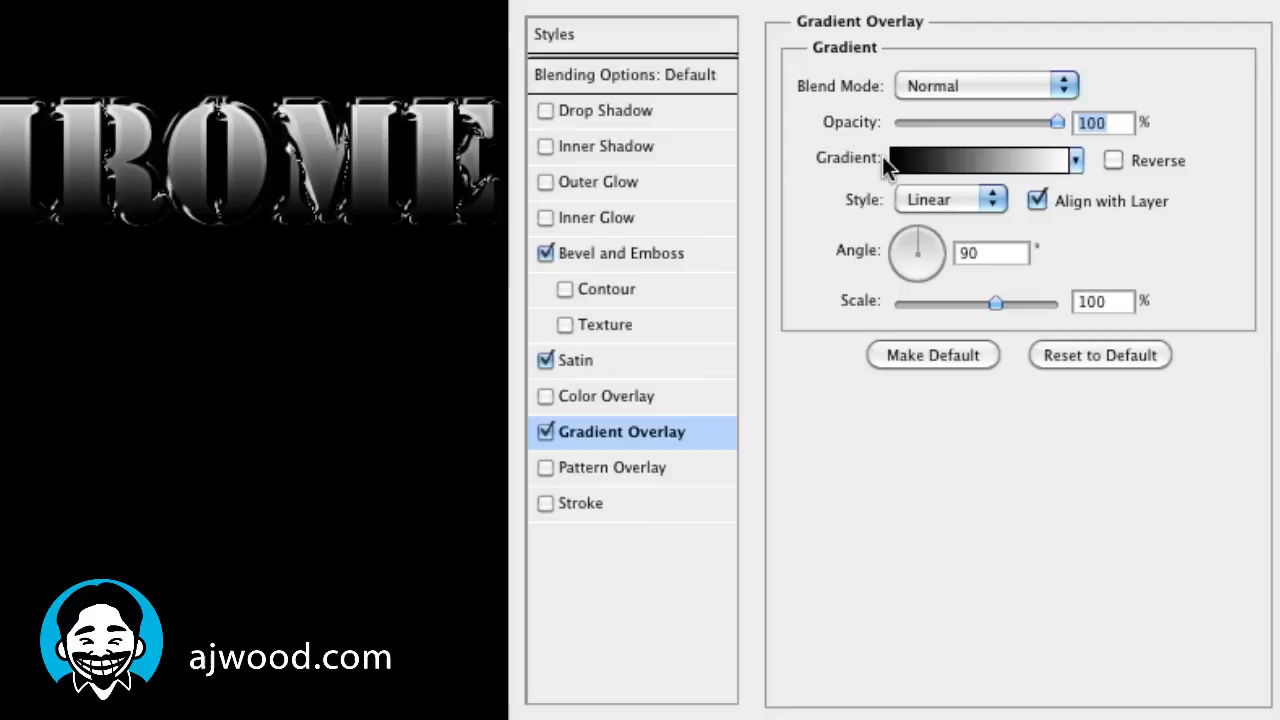 IROME
ajwood.com
Styles
Blending Options: Default
Drop Shadow
Inner Shadow
Outer Glow
Inner Glow
Bevel and Emboss
Contour
Texture
Satin
Color Overlay
Gradient Overlay
Pattern Overlay
Stroke
Gradient Overlay
Gradient
Blend Mode: Normal
Opacity: 100 %
Gradient: Reverse
Style: Linear Align with Layer
Angle: 90 °
Scale: 100 %
Make Default Reset to Default